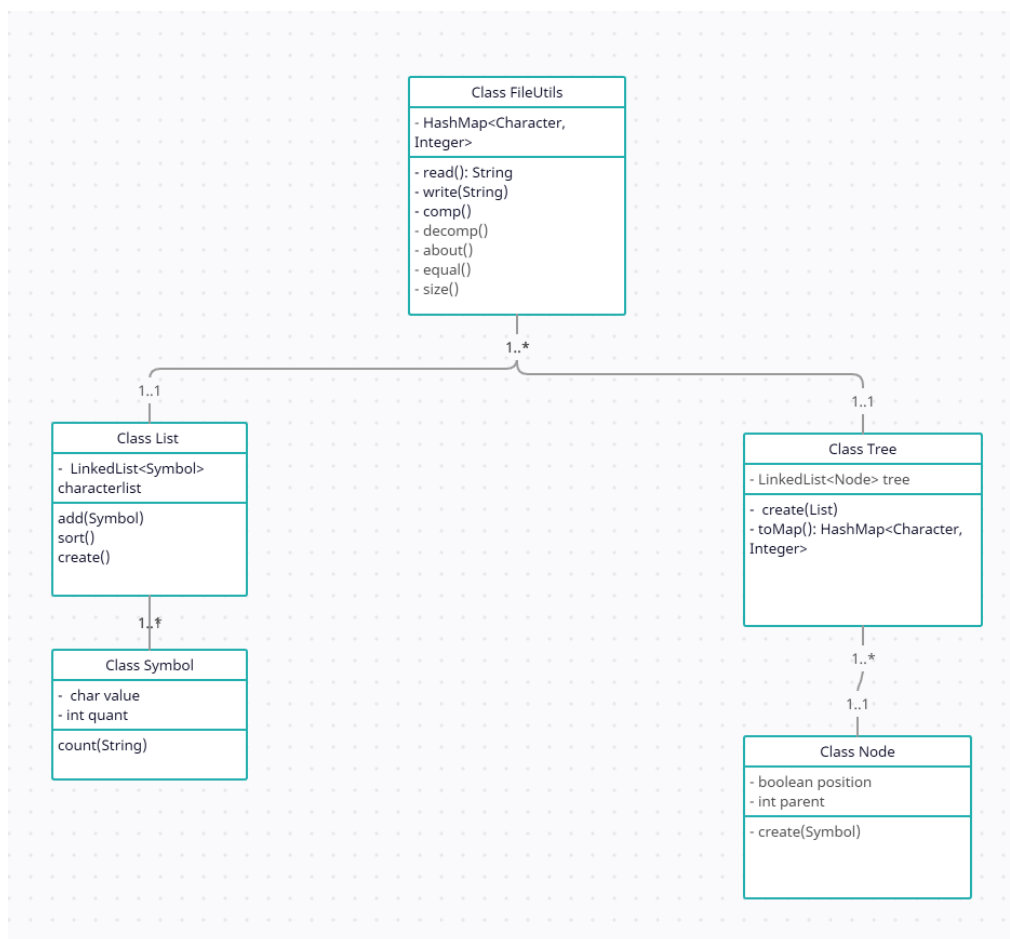 Class FileUtils
- HashMap<Character,
Integer>
- read(): String
- write(String)
- comp()
- decomp()
- about()
- equal()
- size()
1..*
1..1
1..1
Class List
-  LinkedList<Symbol>
characterlist
add(Symbol)
sort()
create()
Class Tree
- LinkedList<Node> tree
-  create(List)
- toMap(): HashMap<Character,
Integer>
Class Symbol
-  char value
- int quant
count(String)
1..*
1..1
Class Node
- boolean position
- int parent
- create(Symbol)